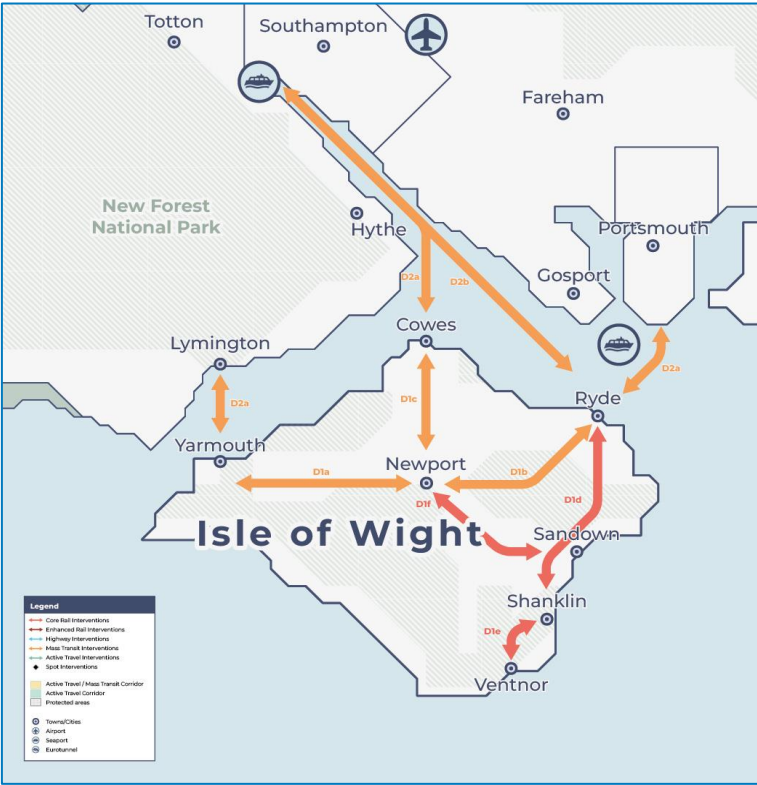 Totton
Southampton
Fareham
New Forest
National Park
Hythe
Portsmouth
Gosport
D2a
D2b
Cowes
Lymington
D2a
D2a
Ryde
D1c
Yarmouth
Newport
D1a
D1b
D1f
D1d
Isle of Wight
Sandown
Shanklin
D1e
Ventnor
Legend
Core Rail Interventions
Enhanced Rail Interventions
Highway Interventions
Mass Transit Interventions
Active Travel Interventions
Spot Interventions
Active Travel / Mass Transit Corridor
Active Travel Corridor
Protected areas
Towns/Cities
Airport
Seaport
Eurotunnel